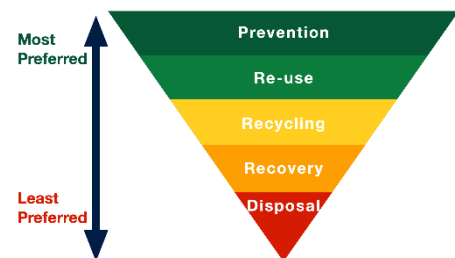 Most
Preferred
Prevention
Re-use
Recycling
Recovery
Least
Preferred
Disposal